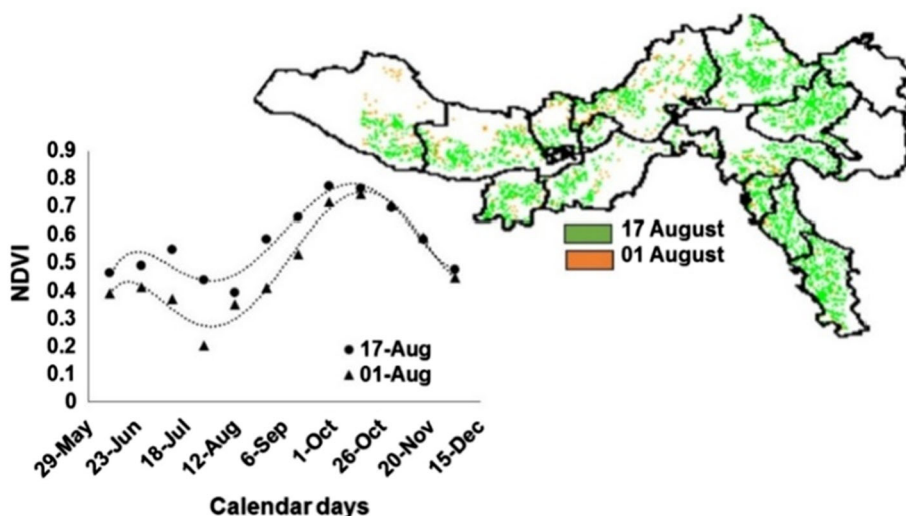 0.9
0.8
0.7
0.6
0.5
0.4
0.3
0.2
0.1
0
NDVI
17-Aug
01-Aug
29-May
23-Jun
18-Jul
12-Aug
6-Sep
1-Oct
26-Oct
20-Nov
15-Dec
Calendar days
17 August
01 August